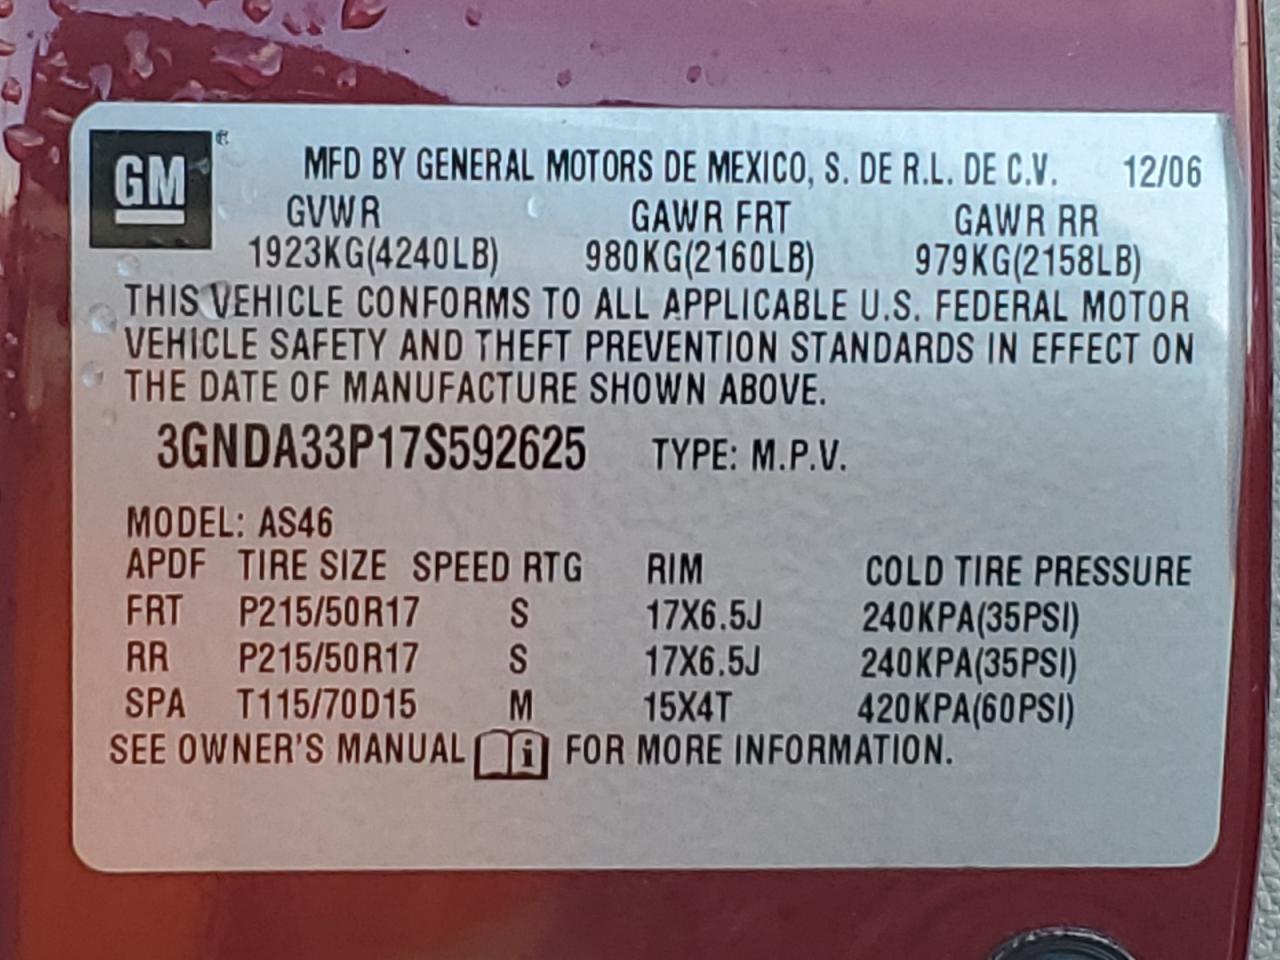 GM ®
MFD BY GENERAL MOTORS DE MEXICO, S. DE R.L. DE C.V. 12/06
GVWR GAWR FRT GAWR RR
1923KG(4240LB) 980KG(2160LB) 979KG(2158LB)
THIS VEHICLE CONFORMS TO ALL APPLICABLE U.S. FEDERAL MOTOR
VEHICLE SAFETY AND THEFT PREVENTION STANDARDS IN EFFECT ON
THE DATE OF MANUFACTURE SHOWN ABOVE.
3GNDA33P17S592625 TYPE: M.P.V.
MODEL: AS46
APDF TIRE SIZE SPEED RTG RIM COLD TIRE PRESSURE
FRT P215/50R17 S 17X6.5J 240KPA(35PSI)
RR P215/50R17 S 17X6.5J 240KPA(35PSI)
SPA T115/70D15 M 15X4T 420KPA(60PSI)
SEE OWNER'S MANUAL i FOR MORE INFORMATION.